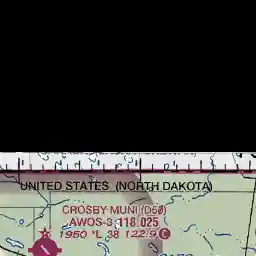 UNITED STATES (NORTH DAKOTA)
CROSBY MUNI (D50)
AWOS-3 118.025
1950 *L 38 122.9 C